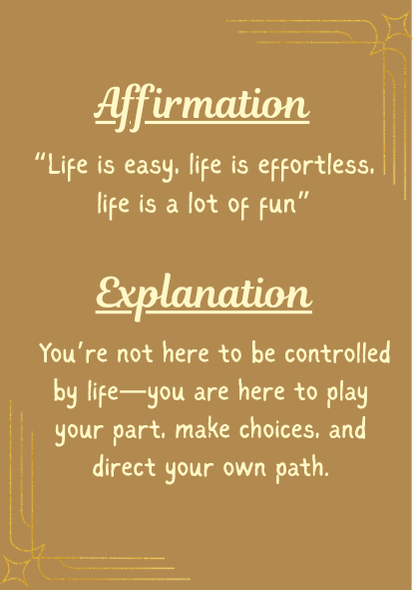 Affirmation
“Life is easy, life is effortless,
life is a lot of fun”
Explanation
You’re not here to be controlled
by life—you are here to play
your part, make choices, and
direct your own path.